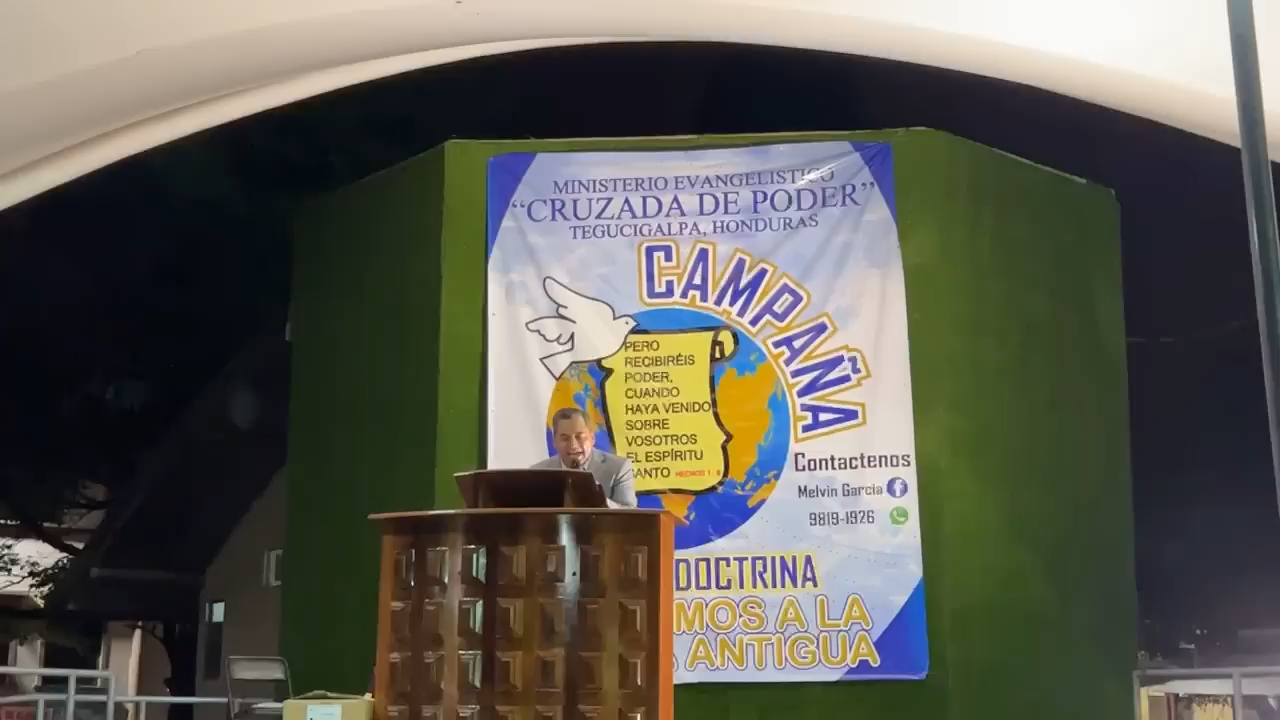 MINISTERIO EVANGELISTICO
“CRUZADA DE PODER”
TEGUCIGALPA, HONDURAS
CAMPAÑA
PERO
RECIBIRÉIS
PODER,
CUANDO
HAYA VENIDO
SOBRE
VOSOTROS
EL ESPÍRITU
SANTO HECHOS 1 8
Contactenos
Melvin Garcia
9819-1926
DOCTRINA
MOS A LA
ANTIGUA